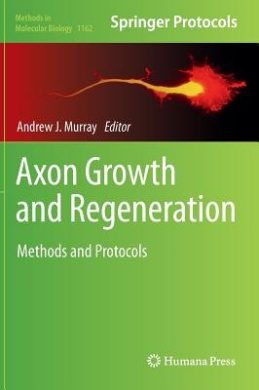 Methods in
Molecular Biology 1162
Springer Protocols
Andrew J. Murray Editor
Axon Growth
and Regeneration
Methods and Protocols
Humana Press